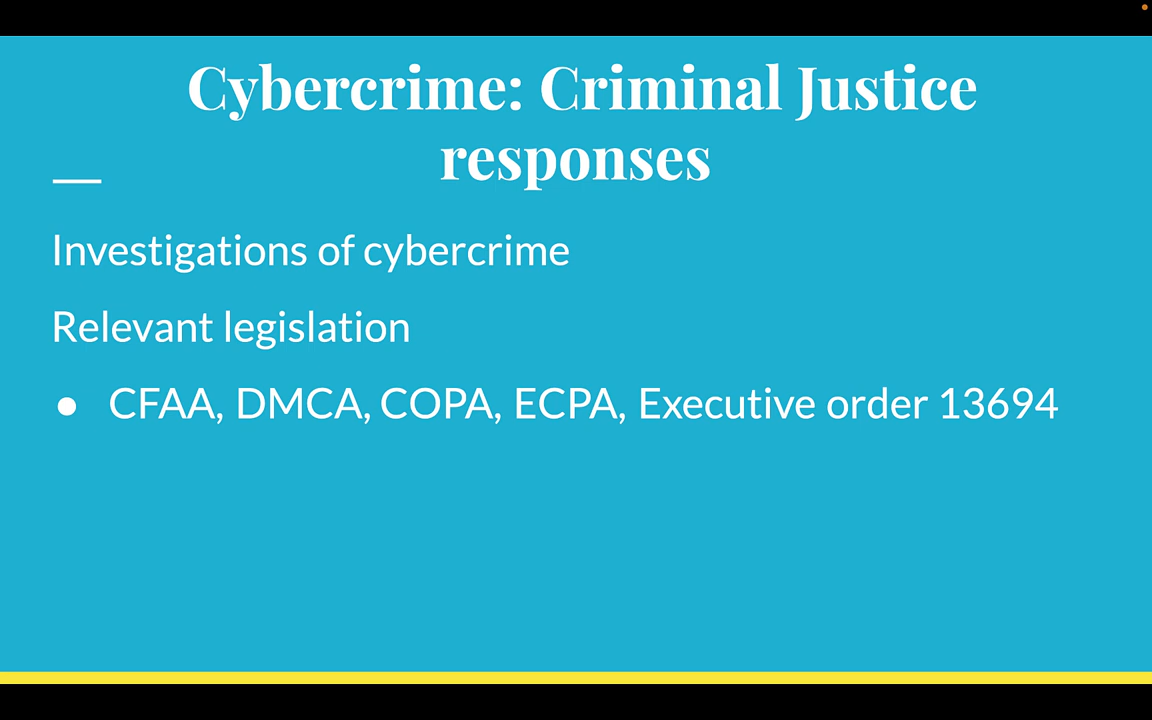 Cybercrime: Criminal Justice
responses
Investigations of cybercrime
Relevant legislation
● CFAA, DMCA, COPA, ECPA, Executive order 13694